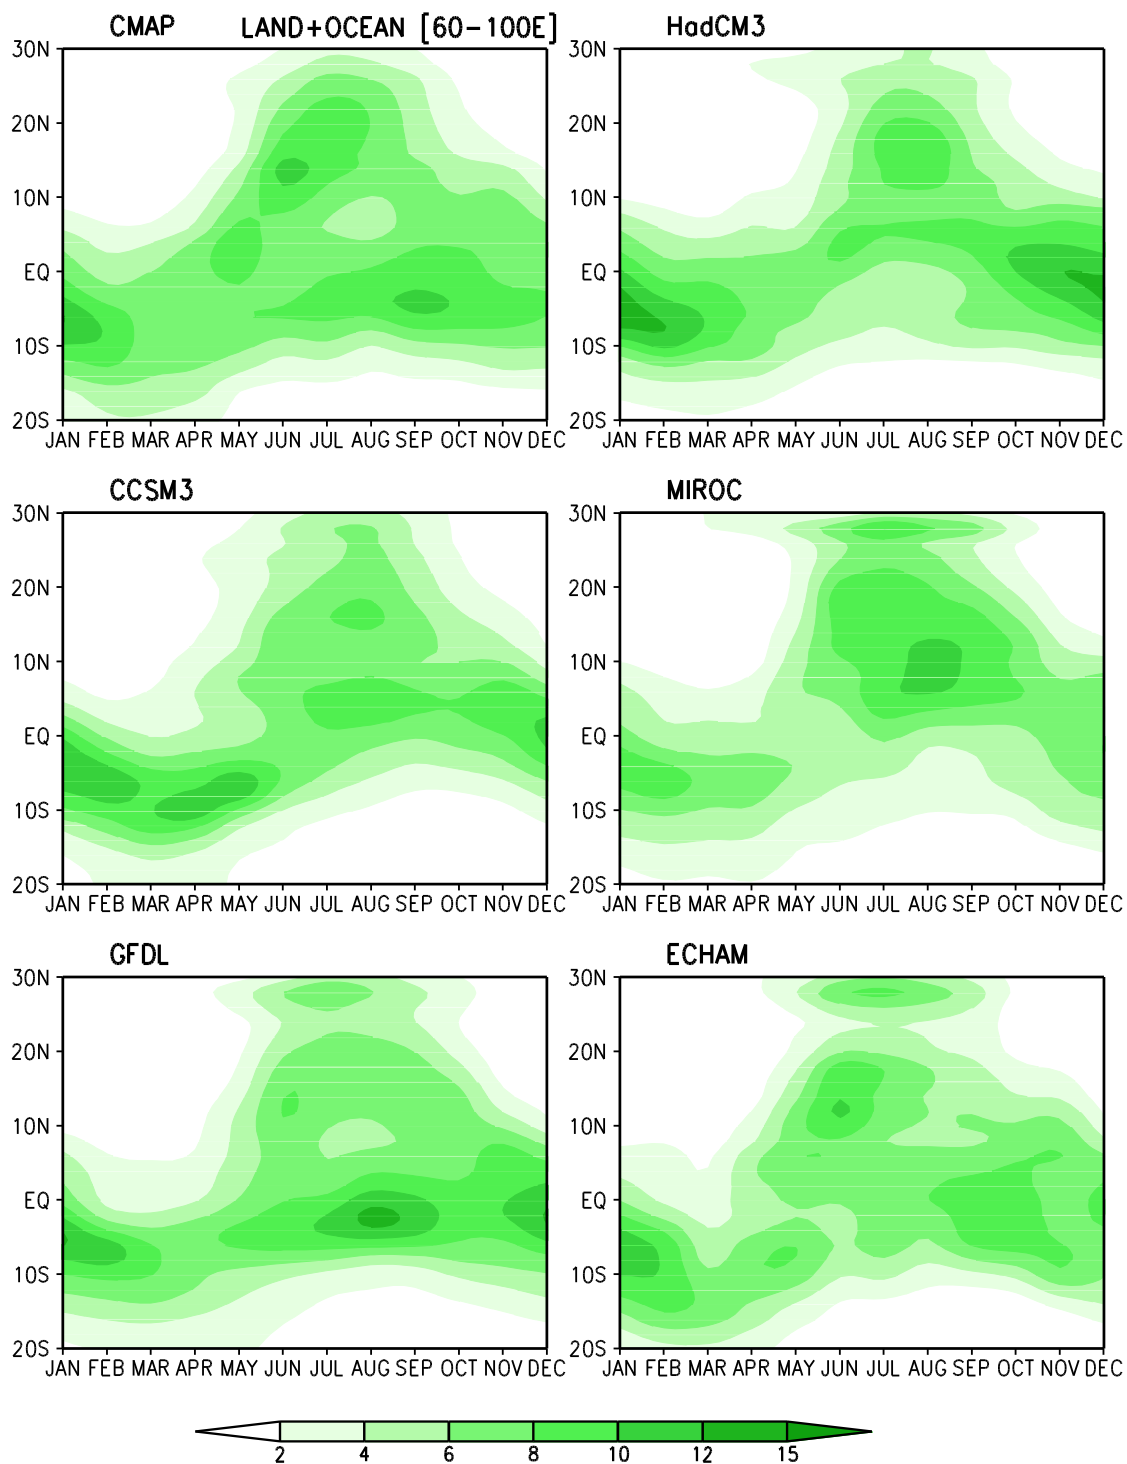 CMAP LAND+OCEAN [60-100E] HadCM3
30N 30N
20N 20N
10N 10N
EQ EQ
10S 10S
20S 20S
JAN FEB MAR APR MAY JUN JUL AUG SEP OCT NOV DEC JAN FEB MAR APR MAY JUN JUL AUG SEP OCT NOV DEC
CCSM3 MIROC
30N 30N
20N 20N
10N 10N
EQ EQ
10S 10S
20S 20S
JAN FEB MAR APR MAY JUN JUL AUG SEP OCT NOV DEC JAN FEB MAR APR MAY JUN JUL AUG SEP OCT NOV DEC
GFDL ECHAM
30N 30N
20N 20N
10N 10N
EQ EQ
10S 10S
20S 20S
JAN FEB MAR APR MAY JUN JUL AUG SEP OCT NOV DEC JAN FEB MAR APR MAY JUN JUL AUG SEP OCT NOV DEC
2 4 6 8 10 12 15